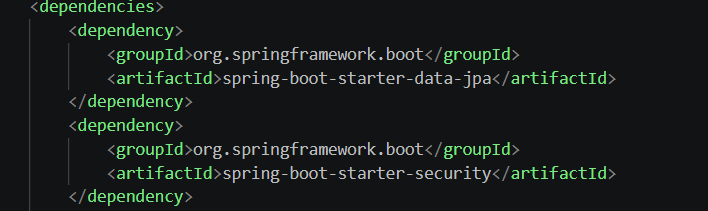 <dependencies>
<dependency>
<groupId>org.springframework.boot</groupId>
<artifactId>spring-boot-starter-data-jpa</artifactId>
</dependency>
<dependency>
<groupId>org.springframework.boot</groupId>
<artifactId>spring-boot-starter-security</artifactId>
</dependency>